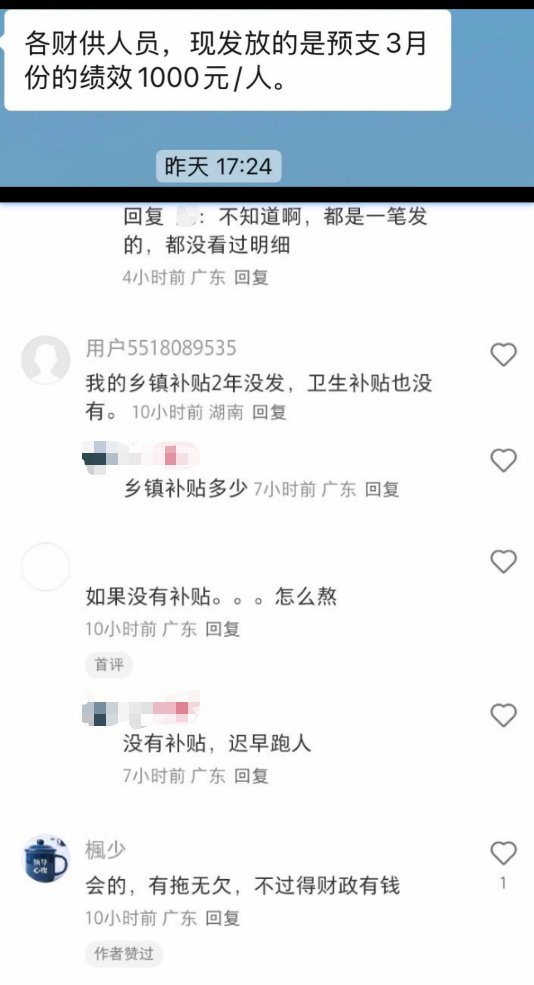 各财供人员，现发放的是预支3月
份的绩效1000元/人。
昨天 17:24
回复 ：不知道啊，都是一笔发
的，都没看过明细
4小时前 广东 回复
用户5518089535
我的乡镇补贴2年没发，卫生补贴也没
有。 10小时前 湖南 回复
乡镇补贴多少 7小时前 广东 回复
如果没有补贴。。。怎么熬
10小时前 广东 回复
首评
没有补贴，迟早跑人
7小时前 广东 回复
楓少
领导
心腹
会的，有拖无欠，不过得财政有钱
1
10小时前 广东 回复
作者赞过